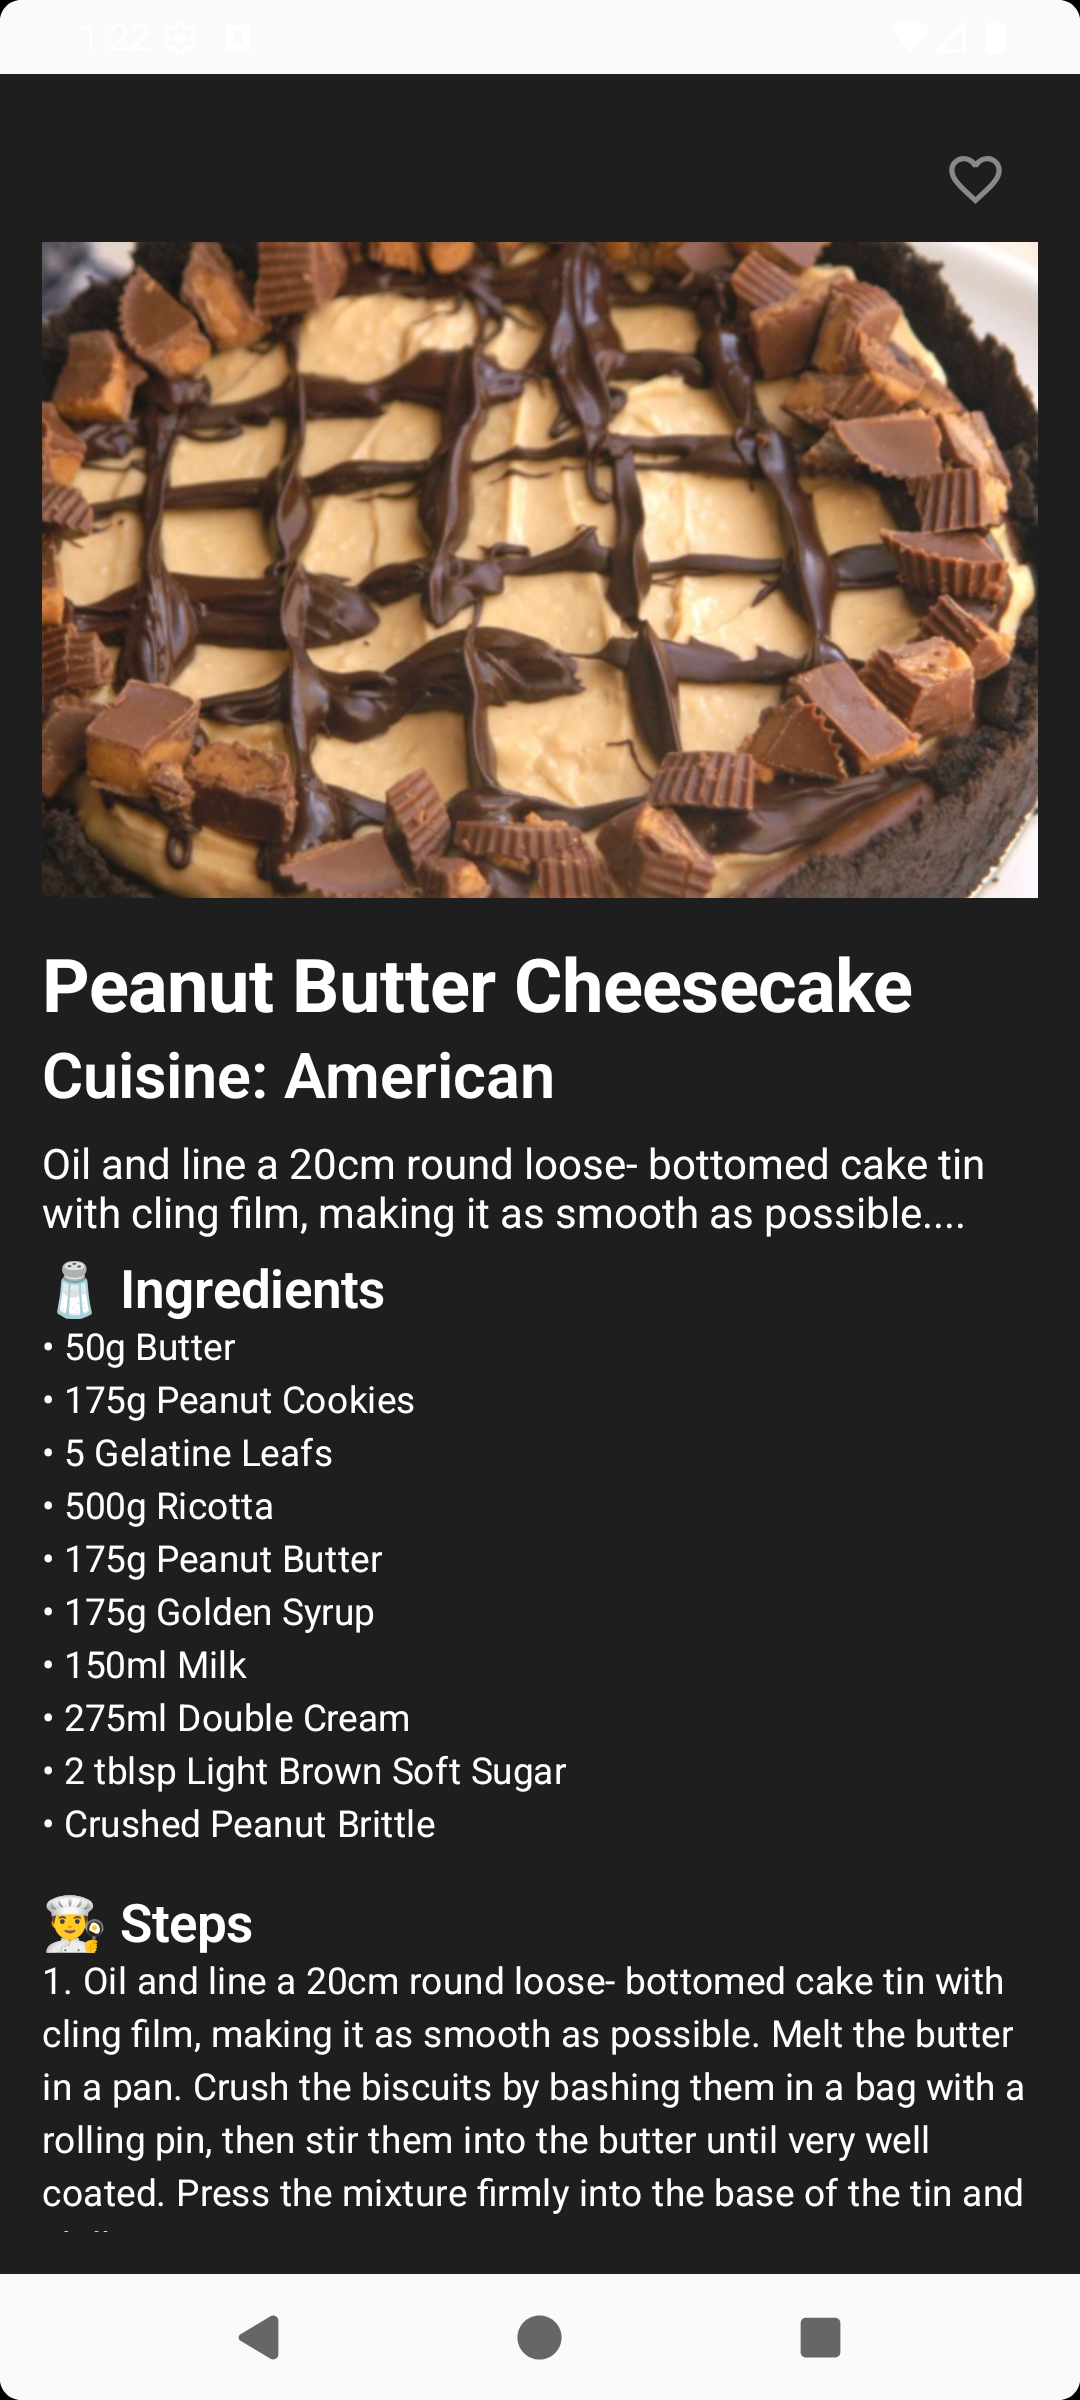 1:22
Peanut Butter Cheesecake
Cuisine: American
Oil and line a 20cm round loose- bottomed cake tin
with cling film, making it as smooth as possible....
🧂 Ingredients
• 50g Butter
• 175g Peanut Cookies
• 5 Gelatine Leafs
• 500g Ricotta
• 175g Peanut Butter
• 175g Golden Syrup
• 150ml Milk
• 275ml Double Cream
• 2 tblsp Light Brown Soft Sugar
• Crushed Peanut Brittle
👨‍🍳 Steps
1. Oil and line a 20cm round loose- bottomed cake tin with
cling film, making it as smooth as possible. Melt the butter
in a pan. Crush the biscuits by bashing them in a bag with a
rolling pin, then stir them into the butter until very well
coated. Press the mixture firmly into the base of the tin and